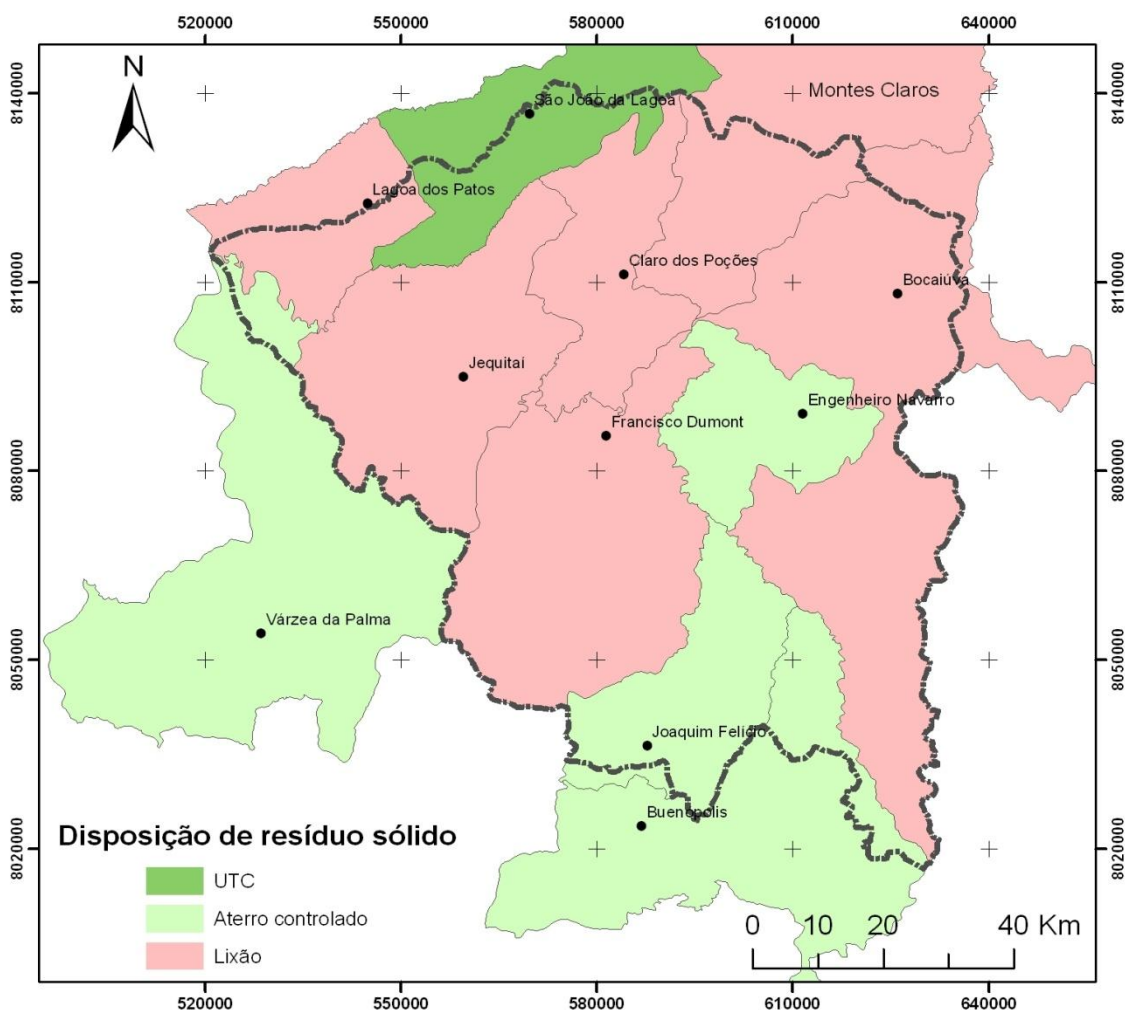 520000 550000 580000 610000 640000
N
8140000 8140000
Montes Claros
São João da Lagoa
Lagoa dos Patos
8110000 8110000
Claro dos Poções
Bocaiúva
Jequitaí
Engenheiro Navarro
Francisco Dumont
8080000 8080000
Várzea da Palma
8050000 8050000
Joaquim Felício
Buenópolis
Disposição de resíduo sólido
8020000 8020000
UTC
Aterro controlado
Lixão
0 10 20 40 Km
520000 550000 580000 610000 640000